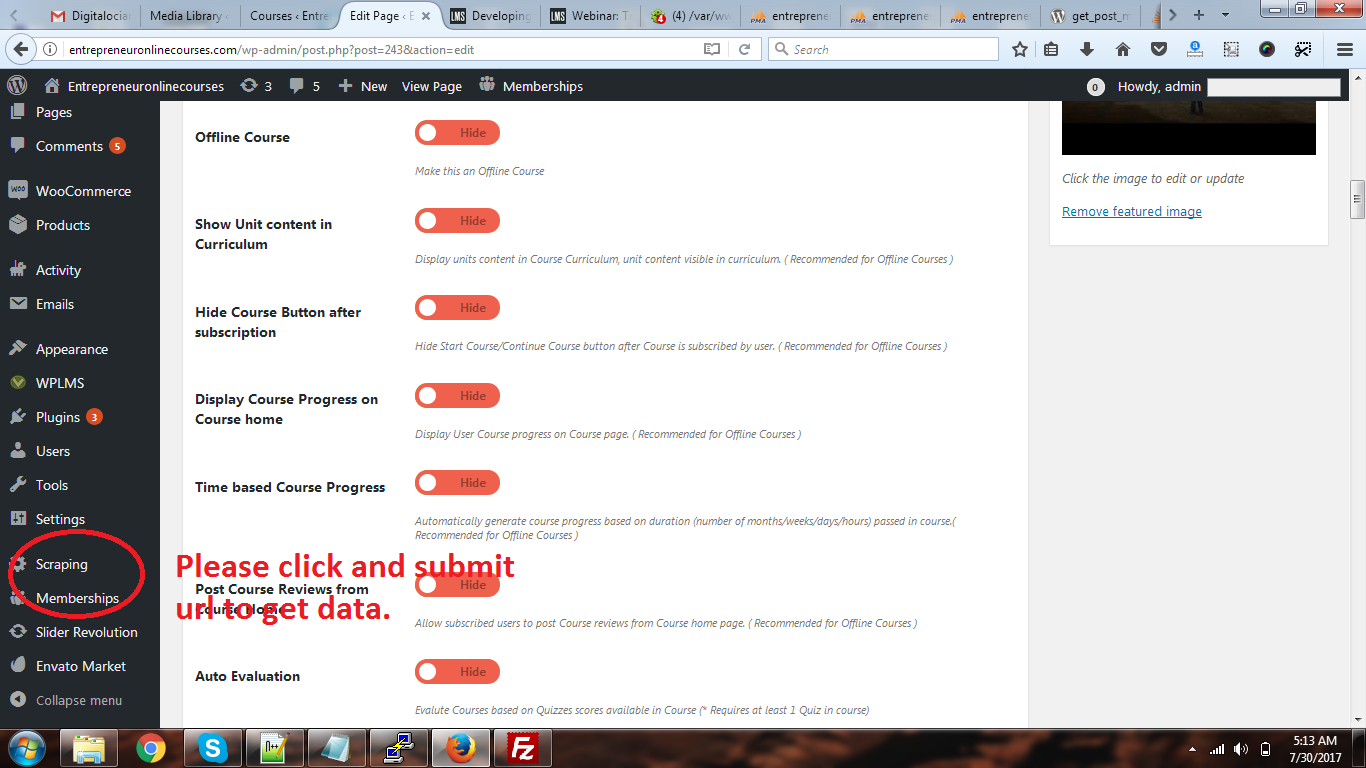 Digitalocia
Media Library ‹
Courses ‹ Entre
Edit Page ‹ E
LMS Developing
LMS Webinar: T
(4) /var/ww
PMA entreprene
PMA entreprene
PMA entreprene
get_post_m
entrepreneuronlinecourses.com/wp-admin/post.php?post=243&action=edit
Search
Entrepreneuronlinecourses 3 5 New View Page Memberships
0 Howdy, admin
Pages
Comments 5
WooCommerce
Products
Activity
Emails
Appearance
WPLMS
Plugins 3
Users
Tools
Settings
Scraping
Memberships
Slider Revolution
Envato Market
Collapse menu
Offline Course
Hide
Make this an Offline Course
Show Unit content in
Curriculum
Hide
Display units content in Course Curriculum, unit content visible in curriculum. ( Recommended for Offline Courses )
Hide Course Button after
subscription
Hide
Hide Start Course/Continue Course button after Course is subscribed by user. ( Recommended for Offline Courses )
Display Course Progress on
Course home
Hide
Display User Course progress on Course page. ( Recommended for Offline Courses )
Time based Course Progress
Hide
Automatically generate course progress based on duration (number of months/weeks/days/hours) passed in course.(
Recommended for Offline Courses )
Please click and submit
url to get data.
Post Course Reviews from
Course Home
Hide
Allow subscribed users to post Course reviews from Course home page. ( Recommended for Offline Courses )
Auto Evaluation
Hide
Evalute Courses based on Quizzes scores available in Course (* Requires at least 1 Quiz in course)
Click the image to edit or update
Remove featured image
5:13 AM
7/30/2017